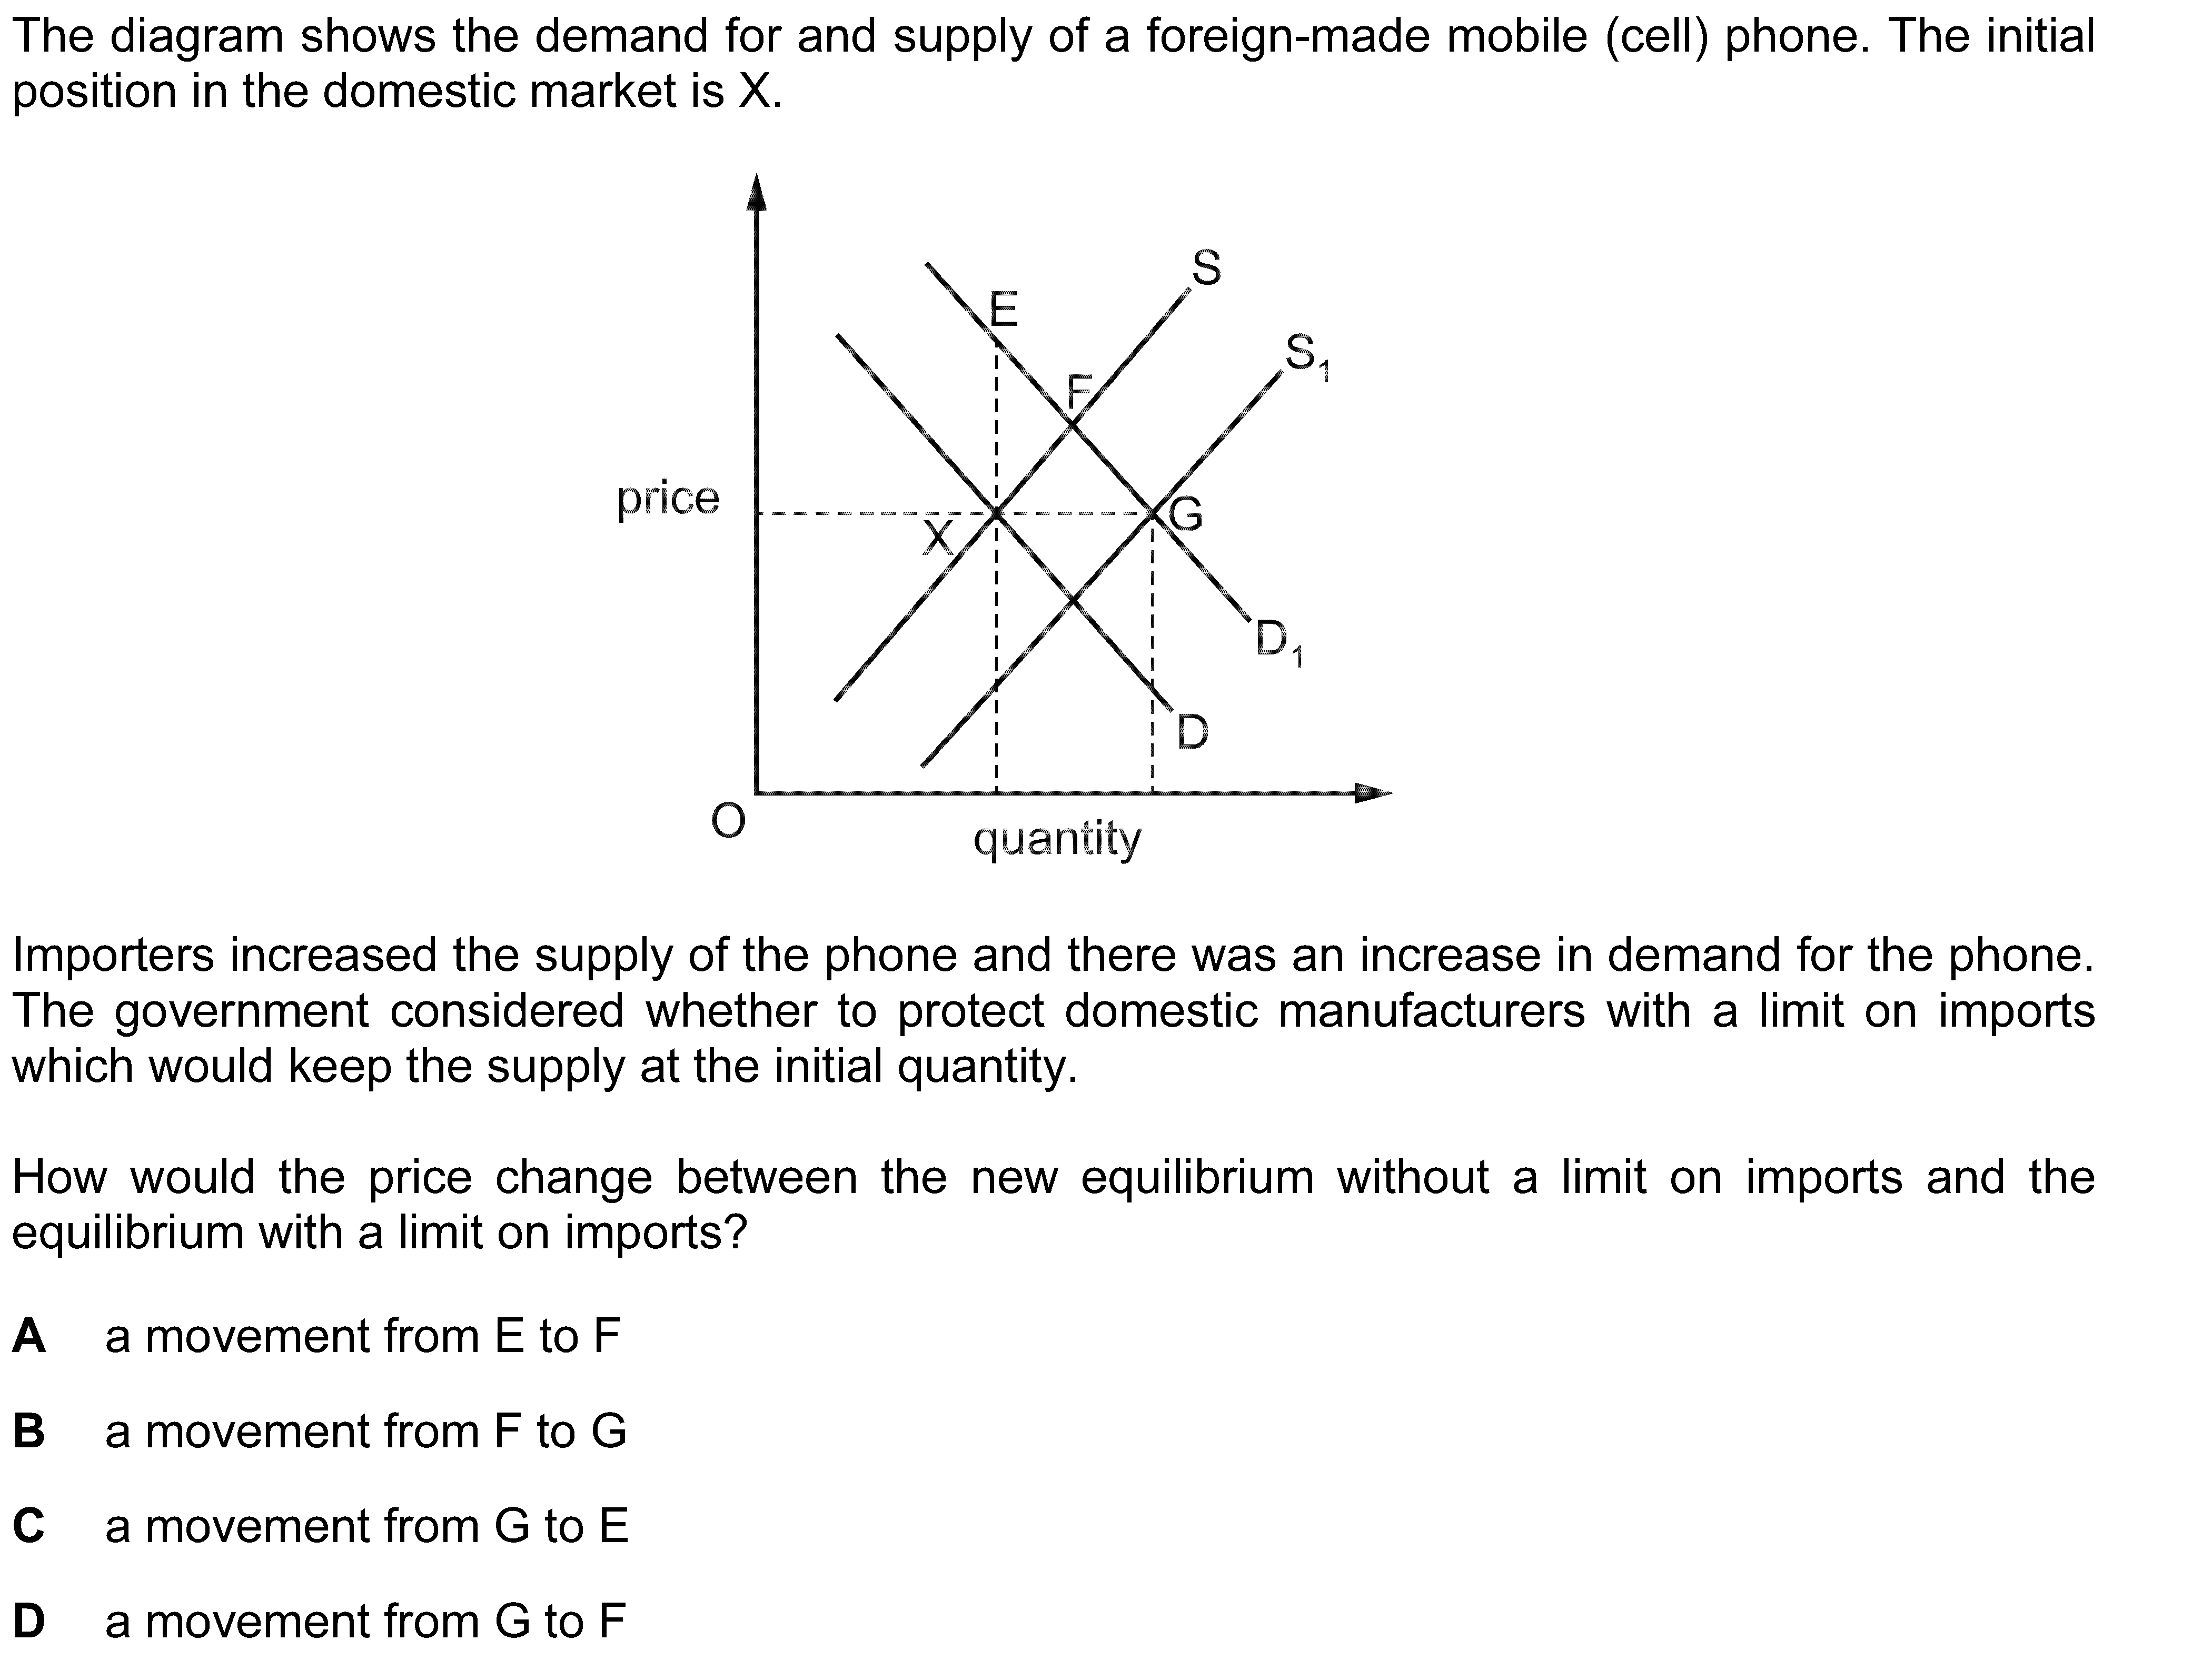 The diagram shows the demand for and supply of a foreign-made mobile (cell) phone. The initial
position in the domestic market is X.
E
S
S1
F
price
X
G
D1
D
O
quantity
Importers increased the supply of the phone and there was an increase in demand for the phone.
The government considered whether to protect domestic manufacturers with a limit on imports
which would keep the supply at the initial quantity.
How would the price change between the new equilibrium without a limit on imports and the
equilibrium with a limit on imports?
A a movement from E to F
B a movement from F to G
C a movement from G to E
D a movement from G to F